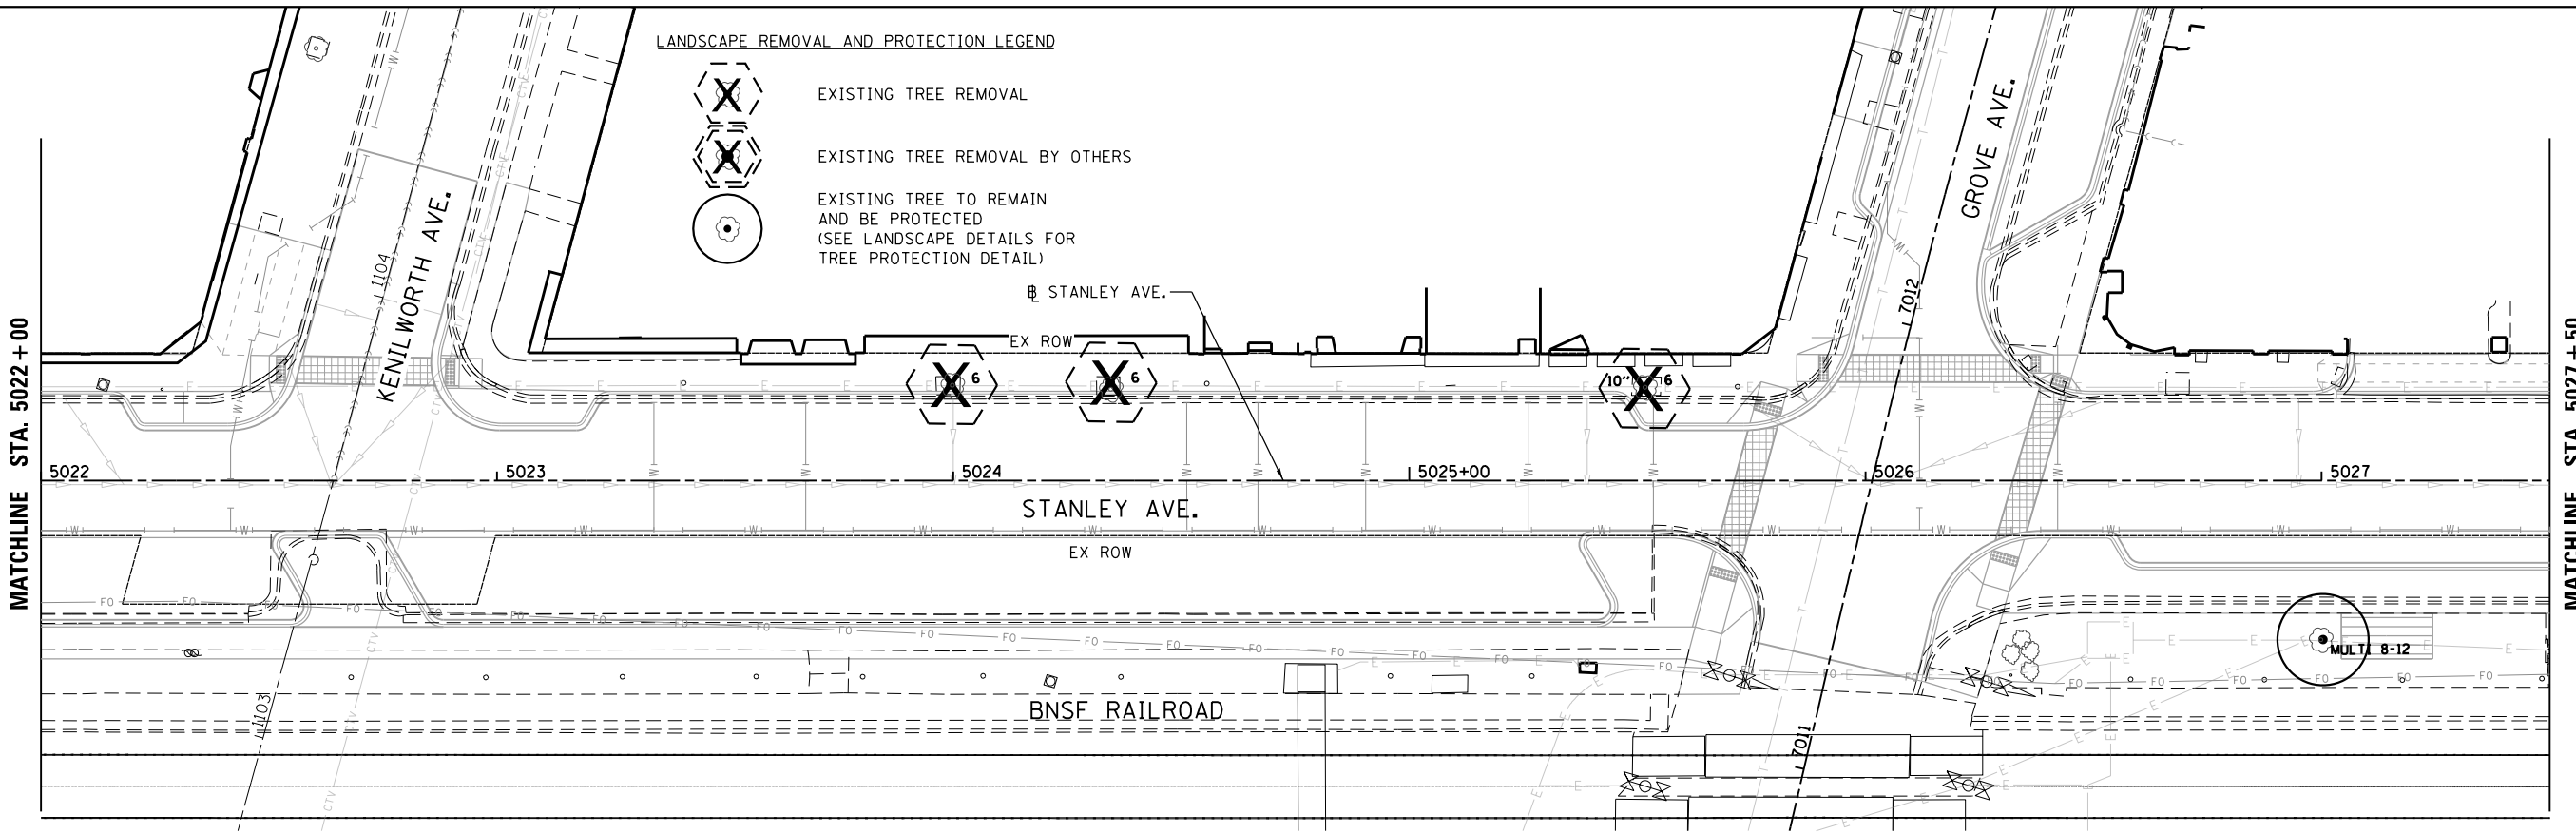 LANDSCAPE REMOVAL AND PROTECTION LEGEND
EXISTING TREE REMOVAL
EXISTING TREE REMOVAL BY OTHERS
EXISTING TREE TO REMAIN
AND BE PROTECTED
(SEE LANDSCAPE DETAILS FOR
TREE PROTECTION DETAIL)
KENILWORTH AVE.
1104
GROVE AVE.
7012
STANLEY AVE.
EX ROW
6
6
10" 6
MATCHLINE STA. 5022+00
5022
5023
5024
5025+00
5026
5027
MATCHLINE STA. 5027+50
STANLEY AVE.
EX ROW
MULTI 8-12
BNSF RAILROAD
1103
7011